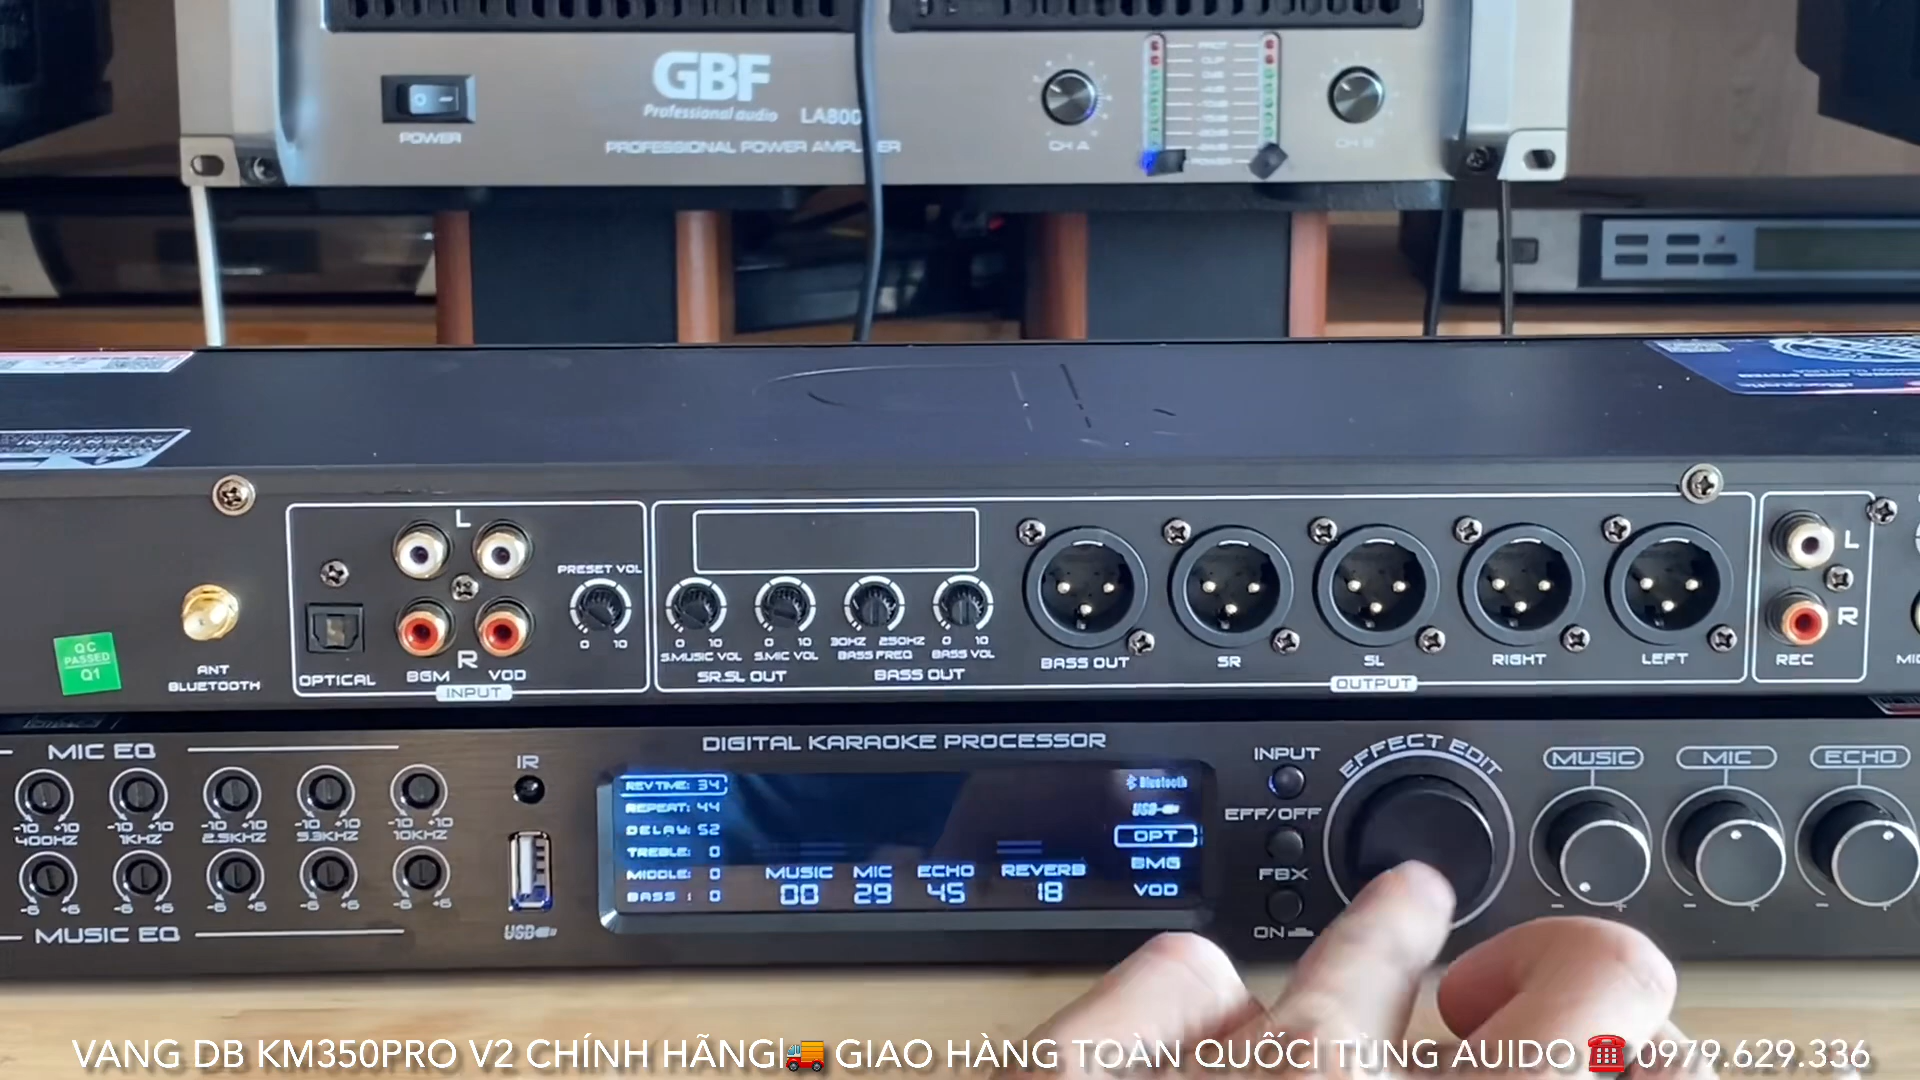 GBF
Professional audio LA800
PROFESSIONAL POWER AMPLIFIER
POWER
CH A
CH B
PROT
CLIP
POWER
QC
PASSED
Q1
ANT
BLUETOOTH
OPTICAL
L
R
BGM
VOD
INPUT
PRESET VOL
0 10
0 10
S.MUSIC VOL
0 10
S.MIC VOL
30HZ 250HZ
BASS FREQ
0 10
BASS VOL
SR.SL OUT
BASS OUT
BASS OUT
SR
SL
RIGHT
LEFT
OUTPUT
L
R
REC
MIC EQ
-10 +10
400HZ
-10 +10
1KHZ
-10 +10
2.5KHZ
-10 +10
5.3KHZ
-10 +10
10KHZ
-6 +6
-6 +6
-6 +6
-6 +6
-6 +6
MUSIC EQ
IR
USB
DIGITAL KARAOKE PROCESSOR
REV TIME: 34
REPEAT: 44
DELAY: 52
TREBLE: 0
MIDDLE: 0
BASS : 0
MUSIC
00
MIC
29
ECHO
45
REVERB
18
Bluetooth
USB
OPT
BMG
VOD
INPUT
EFF/OFF
FBX
ON
EFFECT EDIT
MUSIC
MIC
ECHO
- +
- +
- +
VANG DB KM350PRO V2 CHÍNH HÃNG|🚚 GIAO HÀNG TOÀN QUỐC| TÙNG AUIDO ☎ 0979.629.336